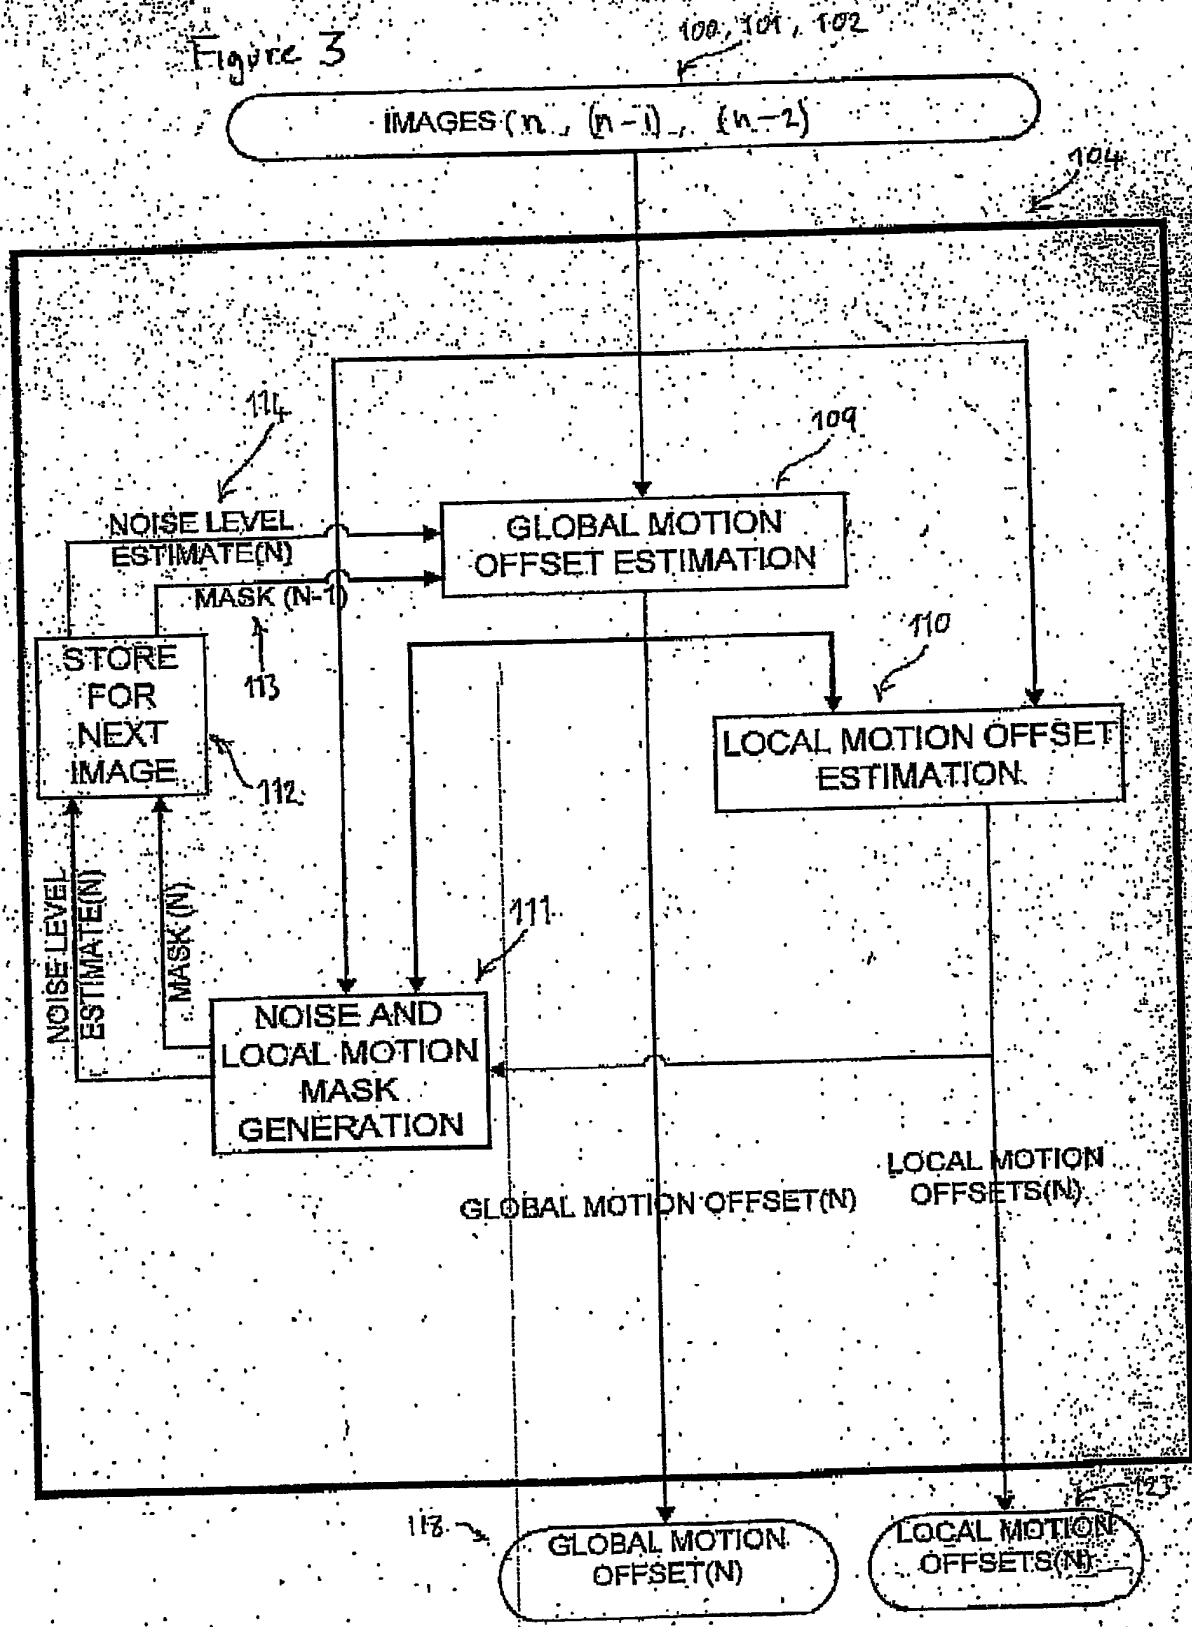 Figure 3
100, 101, 102
IMAGES (n, (n-1), (n-2)
104
114
109
NOISE LEVEL
ESTIMATE(N)
GLOBAL MOTION
OFFSET ESTIMATION
MASK (N-1)
113
110
STORE
FOR
NEXT
IMAGE
112
LOCAL MOTION OFFSET
ESTIMATION
NOISE LEVEL
ESTIMATE(N)
MASK (N)
111
NOISE AND
LOCAL MOTION
MASK
GENERATION
LOCAL MOTION
OFFSETS(N)
GLOBAL MOTION OFFSET(N)
118
GLOBAL MOTION
OFFSET(N)
123
LOCAL MOTION
OFFSETS(N)